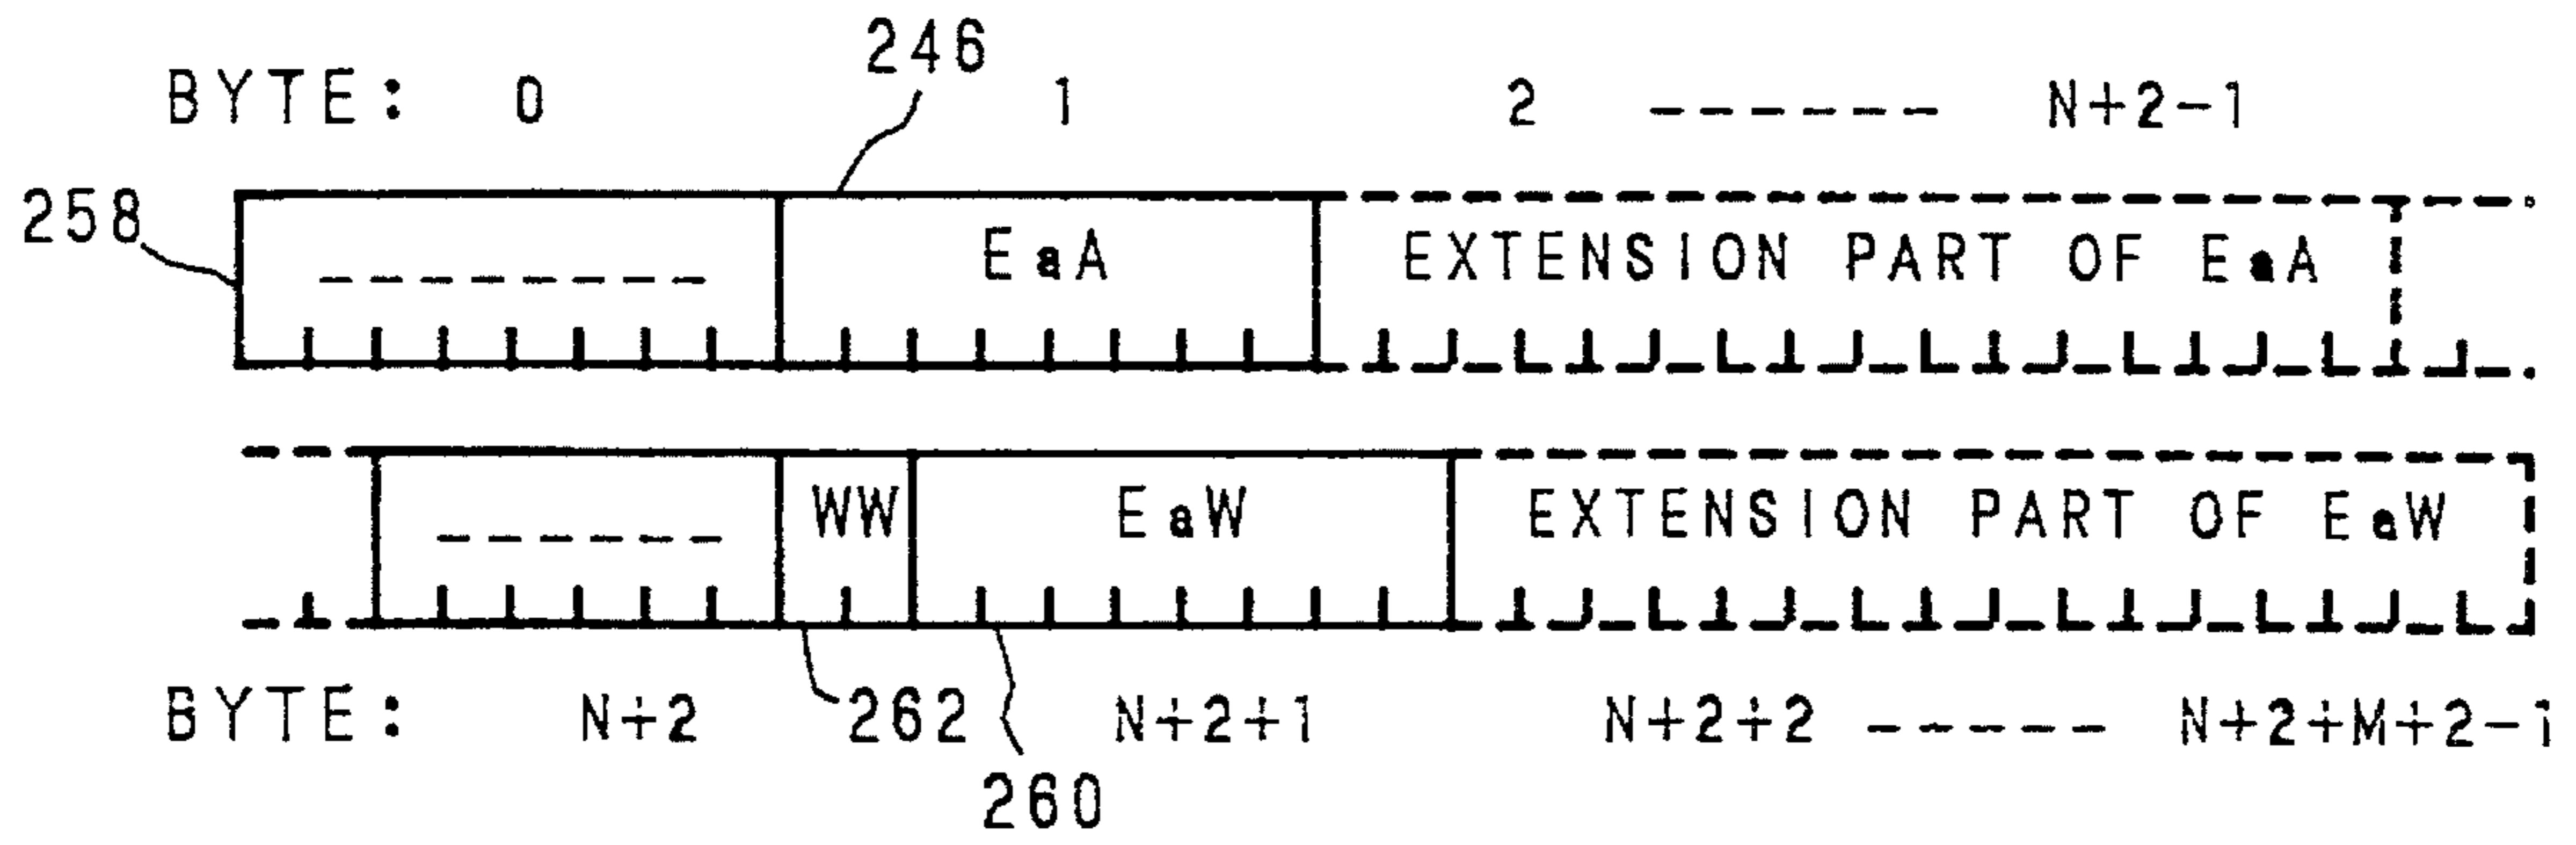 246
BYTE: 0 1 2 ------ N+2-1
258
-------- EaA EXTENSION PART OF EaA
------ WW EaW EXTENSION PART OF EaW
BYTE: N+2 262 N+2+1 N+2+2 ----- N+2+M+2-1
260